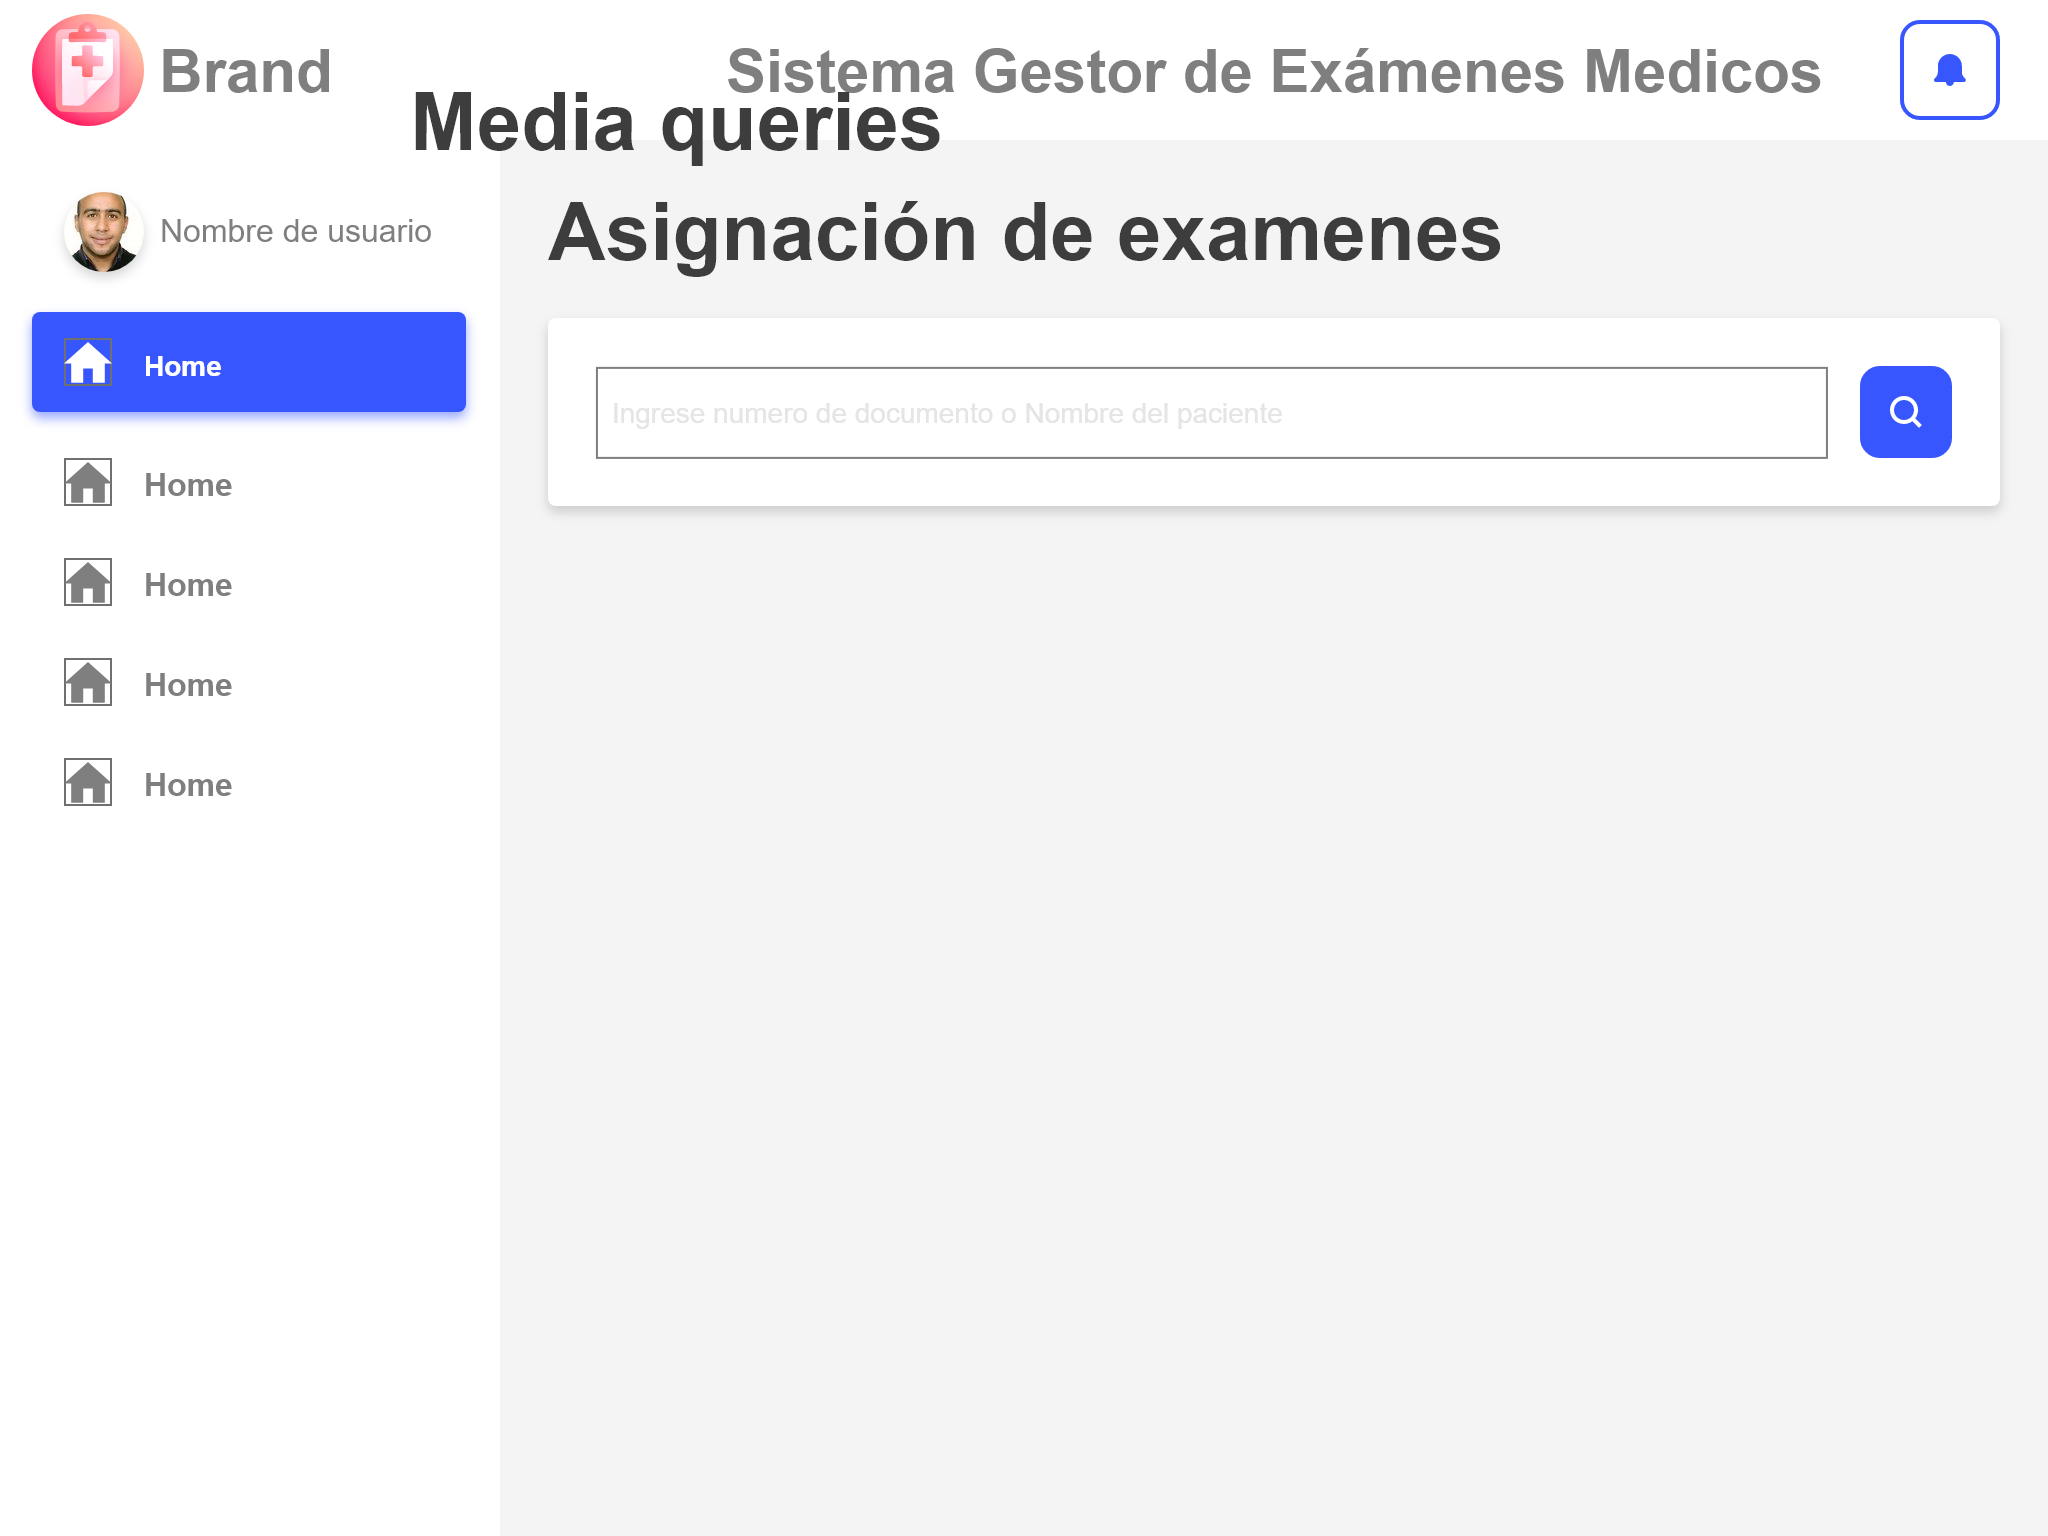 Brand
Sistema Gestor de Exámenes Medicos
Media queries
Nombre de usuario
Asignación de examenes
Home
Ingrese numero de documento o Nombre del paciente
Home
Home
Home
Home